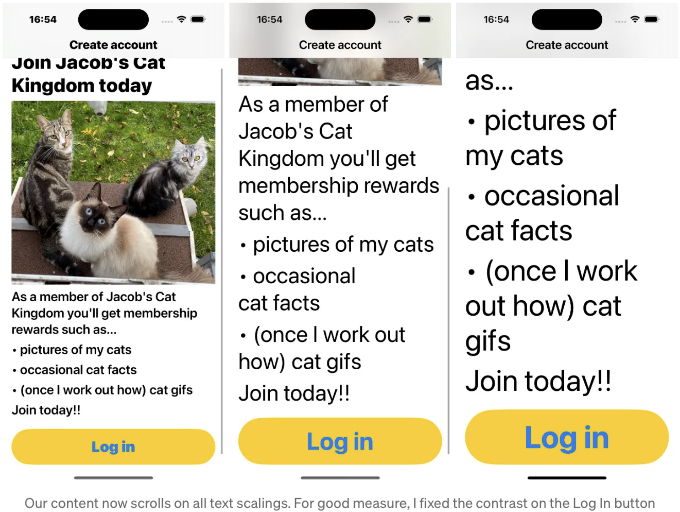 16:54
Create account
Join Jacob's Cat
Kingdom today
As a member of Jacob's Cat
Kingdom you'll get membership
rewards such as...
• pictures of my cats
• occasional cat facts
• (once I work out how) cat gifs
Join today!!
Log in
16:54
Create account
As a member of
Jacob's Cat
Kingdom you'll get
membership rewards
such as...
• pictures of my cats
• occasional
cat facts
• (once I work out
how) cat gifs
Join today!!
Log in
16:54
Create account
as...
• pictures of
my cats
• occasional
cat facts
• (once I work
out how) cat
gifs
Join today!!
Log in
Our content now scrolls on all text scalings. For good measure, I fixed the contrast on the Log In button